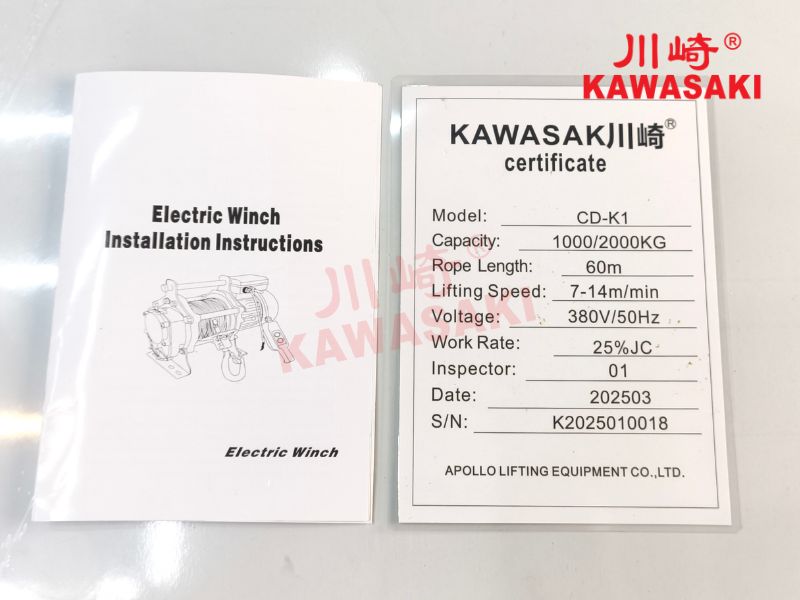 川崎®
KAWASAKI
Electric Winch
Installation Instructions
Electric Winch
KAWASAK川崎®
certificate
Model: CD-K1
Capacity: 1000/2000KG
Rope Length: 60m
Lifting Speed: 7-14m/min
Voltage: 380V/50Hz
Work Rate: 25%JC
Inspector: 01
Date: 202503
S/N: K2025010018
APOLLO LIFTING EQUIPMENT CO.,LTD.
川崎®
KAWASAKI